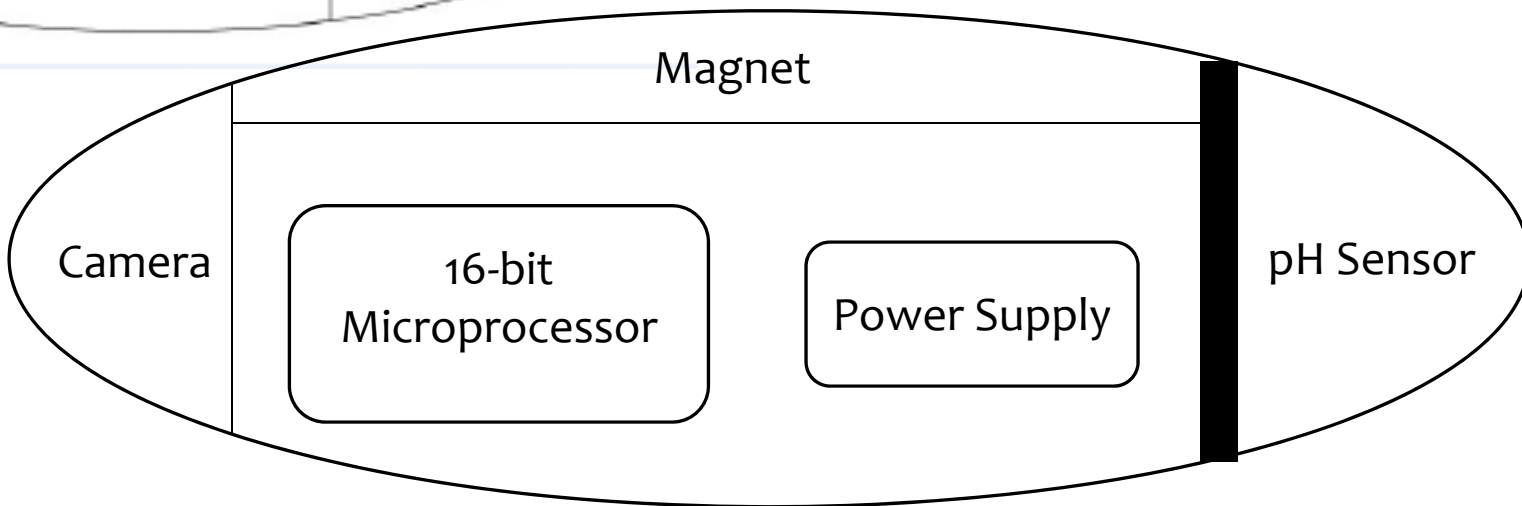 Magnet
Camera
16-bit
Microprocessor
Power Supply
pH Sensor